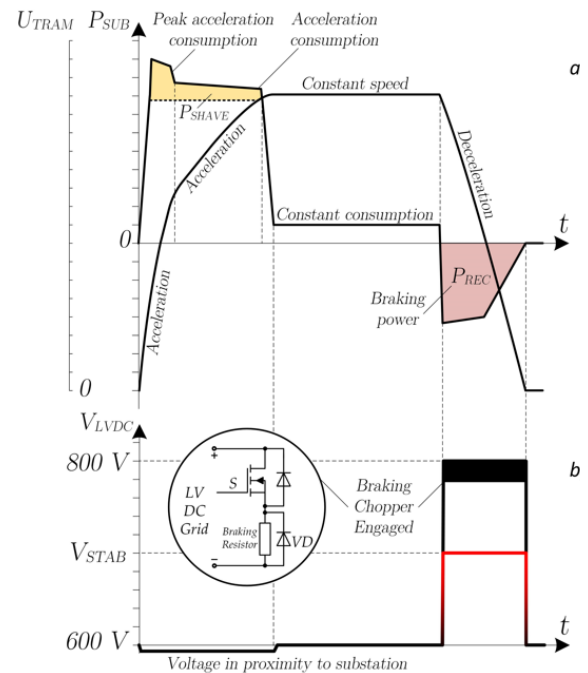 U_TRAM P_SUB
Peak acceleration
consumption
Acceleration
consumption
a
P_SHAVE
Constant speed
Acceleration
Decceleration
Constant consumption
0
t
P_REC
Braking
power
Acceleration
0
V_LVDC
800 V
b
+
S
LV
DC
Grid
Braking
Resistor
VD
−
Braking
Chopper
Engaged
V_STAB
600 V
t
Voltage in proximity to substation